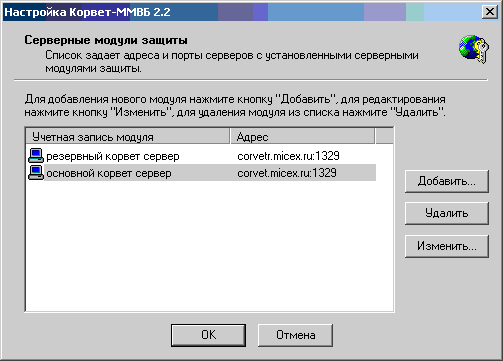 Настройка Корвет-ММВБ 2.2
Серверные модули защиты
Список задает адреса и порты серверов с установленными серверными
модулями защиты.
Для добавления нового модуля нажмите кнопку "Добавить", для редактирования
нажмите кнопку "Изменить", для удаления модуля из списка нажмите "Удалить".
Учетная запись модуля Адрес
резервный корвет сервер corvetr.micex.ru:1329
основной корвет сервер corvet.micex.ru:1329
Добавить...
Удалить
Изменить...
OK Отмена